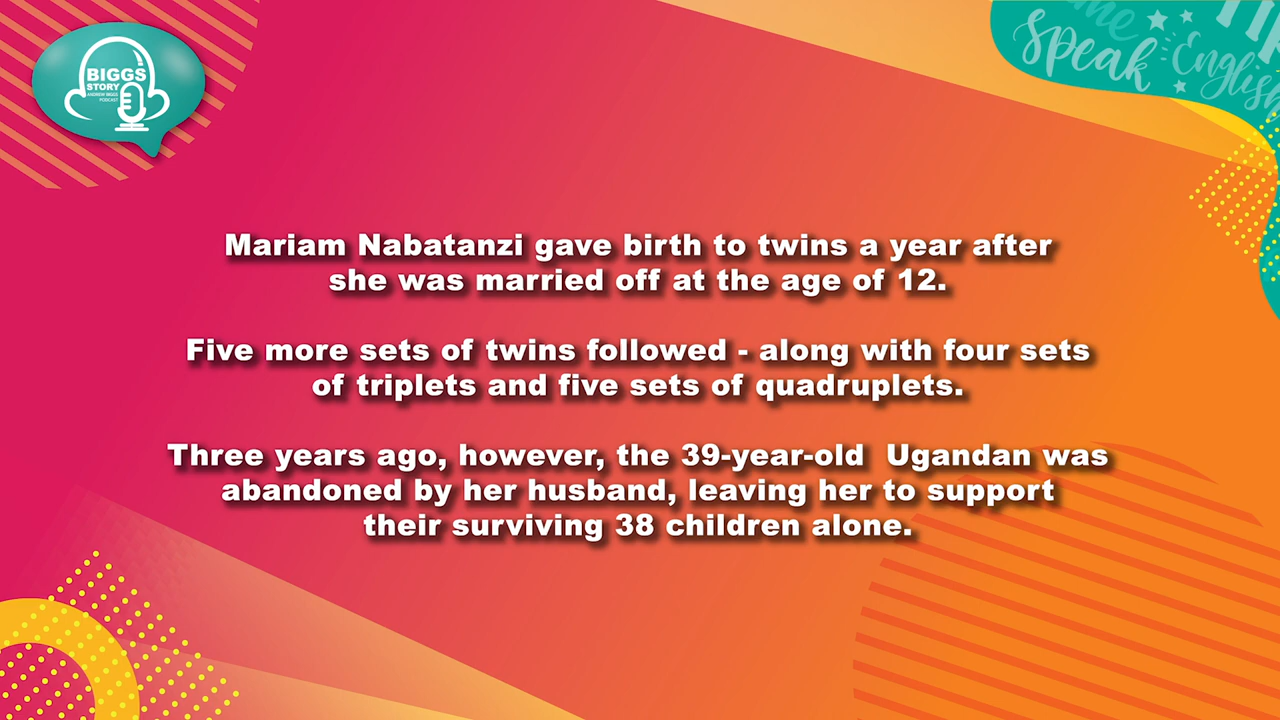 BIGGS
STORY
ANDREW BIGGS
PODCAST
Speak English
Mariam Nabatanzi gave birth to twins a year after
she was married off at the age of 12.
Five more sets of twins followed - along with four sets
of triplets and five sets of quadruplets.
Three years ago, however, the 39-year-old  Ugandan was
abandoned by her husband, leaving her to support
their surviving 38 children alone.